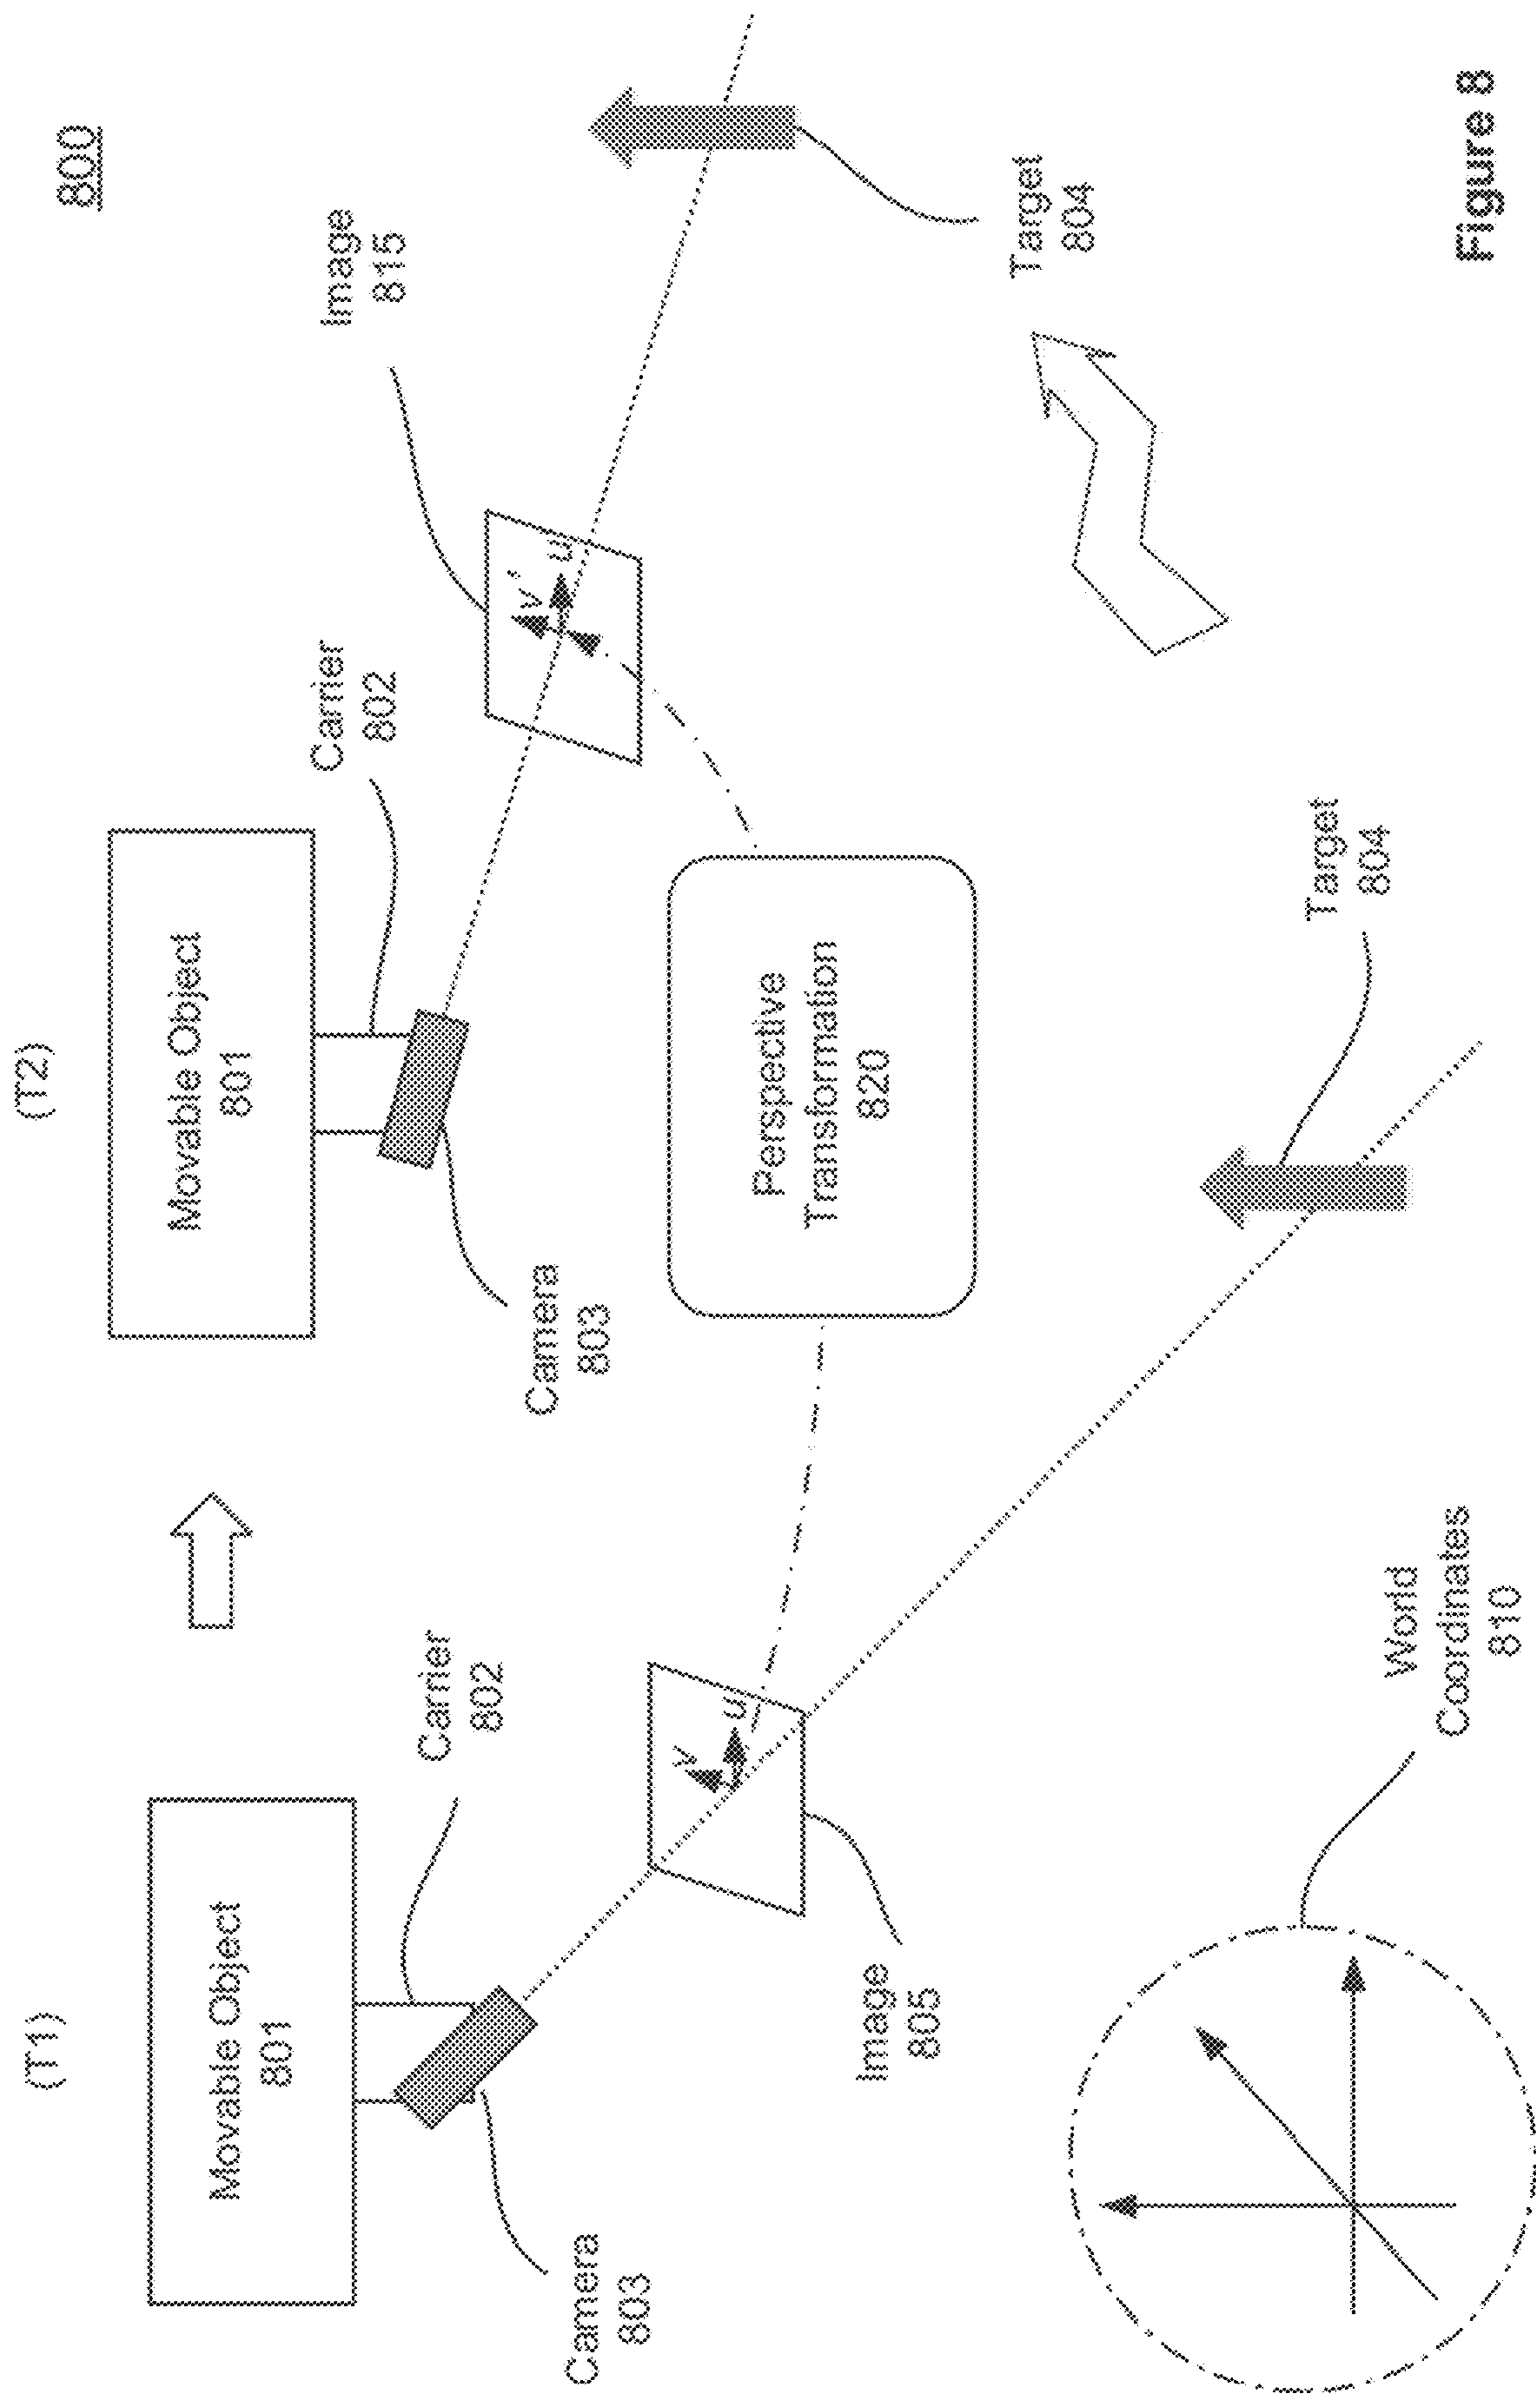 800
(T1)
(T2)
Movable Object
801
Movable Object
801
Carrier
802
Carrier
802
Image
815
Camera
803
Camera
803
v
u
v'
u'
Perspective
Transformation
820
Image
805
Target
804
Target
804
World
Coordinates
810
Figure 8